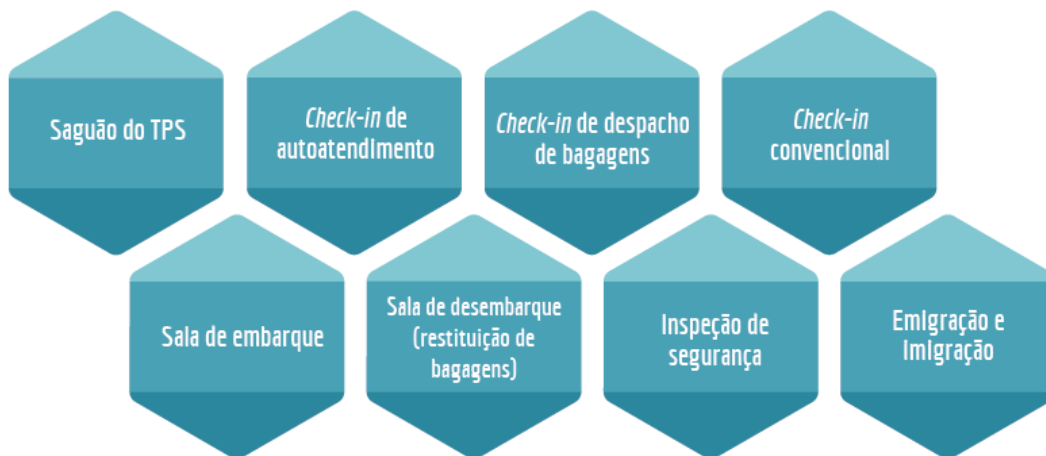 Saguão do TPS
Check-in de
autoatendimento
Check-in de despacho
de bagagens
Check-in
convencional
Sala de embarque
Sala de desembarque
(restituição de
bagagens)
Inspeção de
segurança
Emigração e
imigração